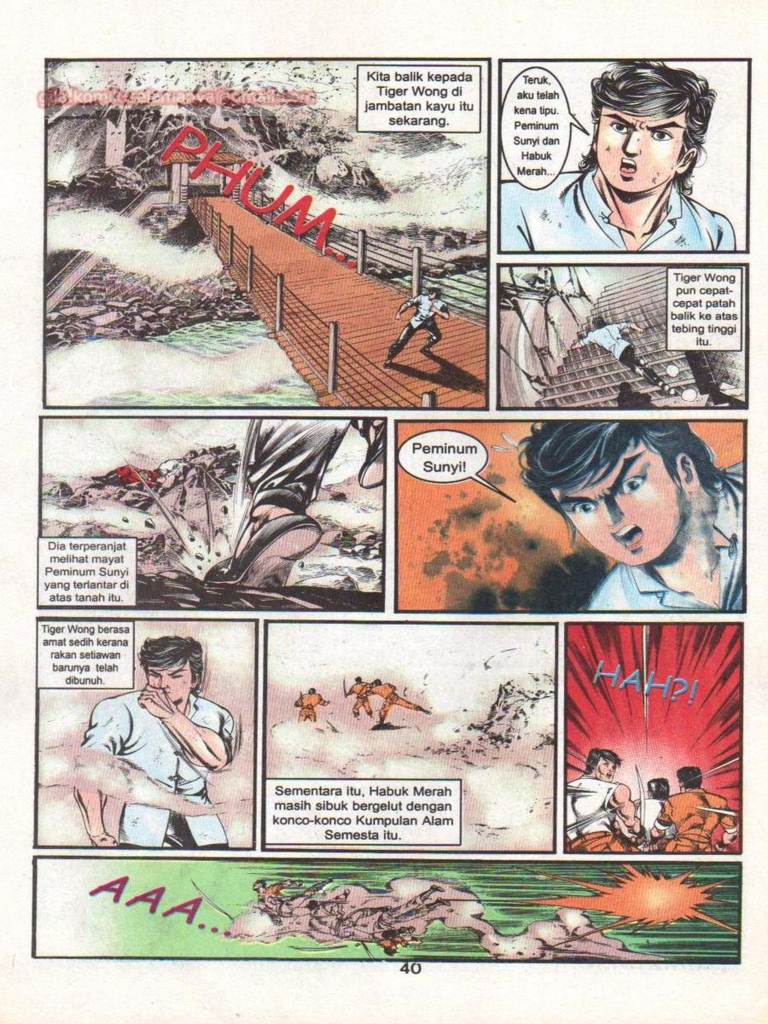 Kita balik kepada
Tiger Wong di
jambatan kayu itu
sekarang.
PHUM...
Teruk,
aku telah
kena tipu.
Peminum
Sunyi dan
Habuk
Merah...
Tiger Wong
pun cepat-
cepat patah
balik ke atas
tebing tinggi
itu.
Dia terperanjat
melihat mayat
Peminum Sunyi
yang terlantar di
atas tanah itu.
Peminum
Sunyi!
Tiger Wong berasa
amat sedih kerana
rakan setiawan
barunya telah
dibunuh.
Sementara itu, Habuk Merah
masih sibuk bergelut dengan
konco-konco Kumpulan Alam
Semesta itu.
HAH?!
AAA...
40